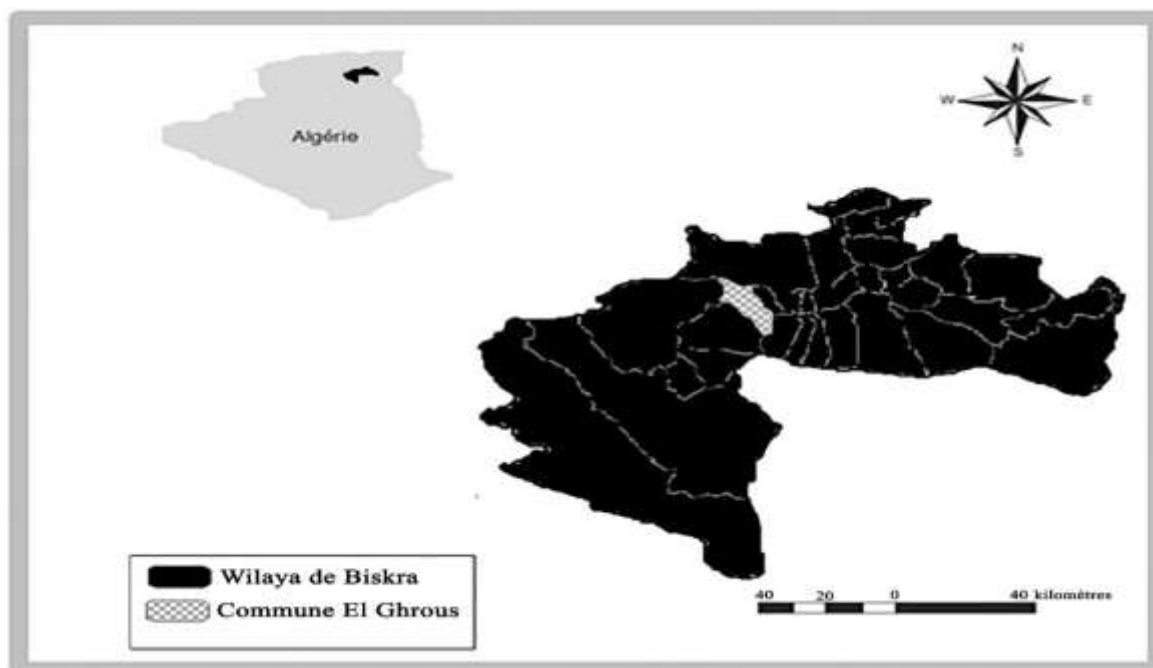 N
W E
S
Algérie
Wilaya de Biskra
Commune El Ghrous
40 20 0 40 kilomètres